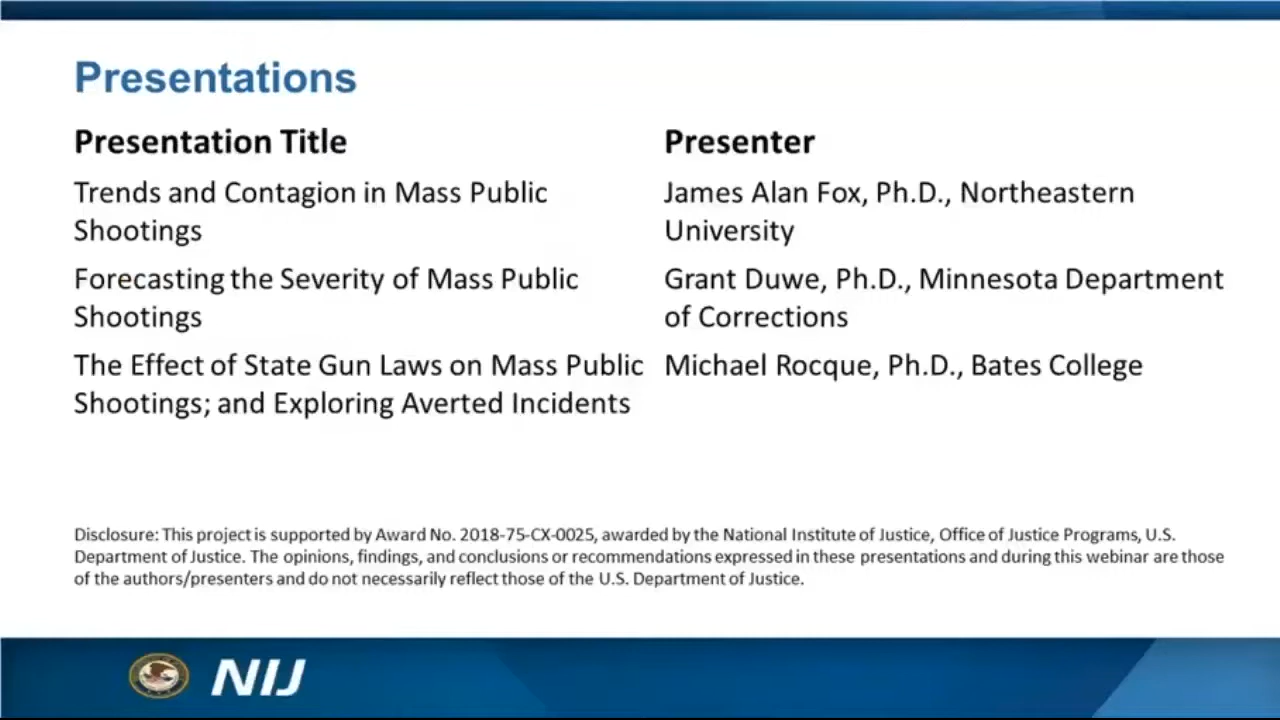 Presentations
Presentation Title
Presenter
Trends and Contagion in Mass Public
Shootings
James Alan Fox, Ph.D., Northeastern
University
Forecasting the Severity of Mass Public
Shootings
Grant Duwe, Ph.D., Minnesota Department
of Corrections
The Effect of State Gun Laws on Mass Public
Shootings; and Exploring Averted Incidents
Michael Rocque, Ph.D., Bates College
Disclosure: This project is supported by Award No. 2018-75-CX-0025, awarded by the National Institute of Justice, Office of Justice Programs, U.S.
Department of Justice. The opinions, findings, and conclusions or recommendations expressed in these presentations and during this webinar are those
of the authors/presenters and do not necessarily reflect those of the U.S. Department of Justice.
NIJ